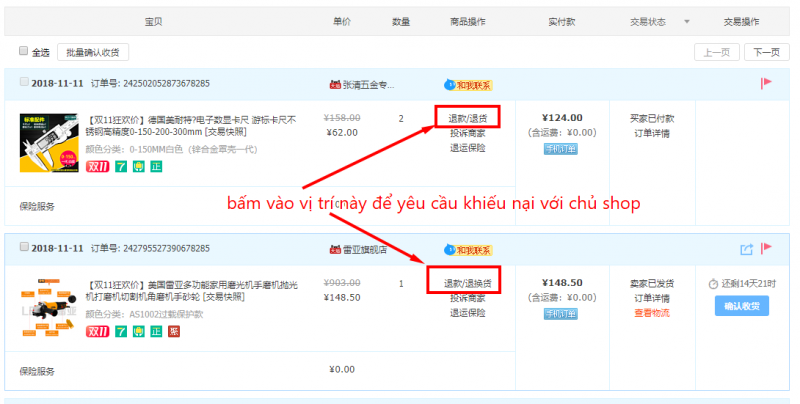 宝贝 单价 数量 商品操作 实付款 交易状态 交易操作
全选 批量确认收货 上一页 下一页
2018-11-11 订单号: 242502052873678285 张清五金专... 和我联系
【双11狂欢价】德国美耐特?电子数显卡尺 游标卡尺不
锈钢高精度0-150-200-300mm [交易快照]
颜色分类：0-150MM白色（锌合金罩壳一代）
双11 7 正
¥158.00
¥62.00
2
退款/退货
投诉商家
退运保险
¥124.00
(含运费：¥0.00)
手机订单
买家已付款
订单详情
保险服务
bấm vào vị trí này để yêu cầu khiếu nại với chủ shop
2018-11-11 订单号: 242795527390678285 雷亚旗舰店 和我联系
【双11狂欢价】美国雷亚多功能家用磨光机手磨机抛光
机打磨机切割机角磨机手砂轮 [交易快照]
颜色分类：AS1002过载保护款
双11 7 正
¥903.00
¥148.50
1
退款/退换货
投诉商家
退运保险
¥148.50
(含运费：¥0.00)
手机订单
卖家已发货
订单详情
查看物流
还剩14天21时
确认收货
保险服务 ¥0.00